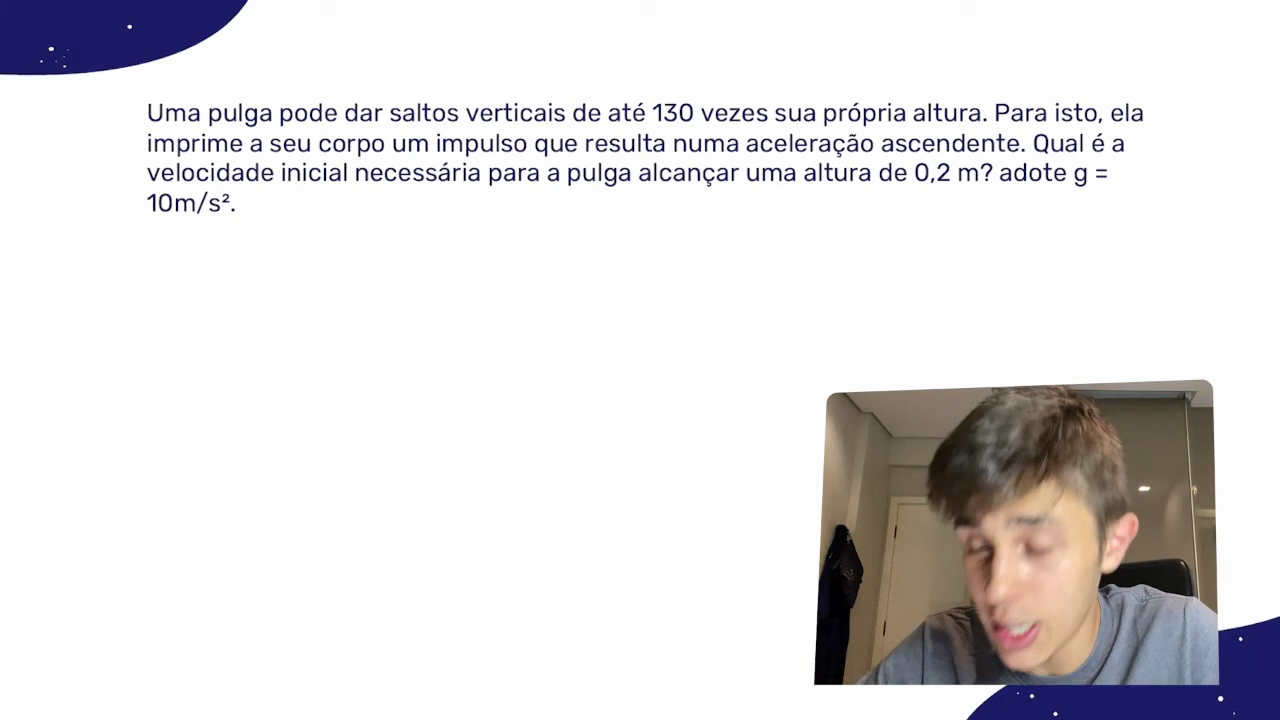 Uma pulga pode dar saltos verticais de até 130 vezes sua própria altura. Para isto, ela
imprime a seu corpo um impulso que resulta numa aceleração ascendente. Qual é a
velocidade inicial necessária para a pulga alcançar uma altura de 0,2 m? adote g =
10m/s².